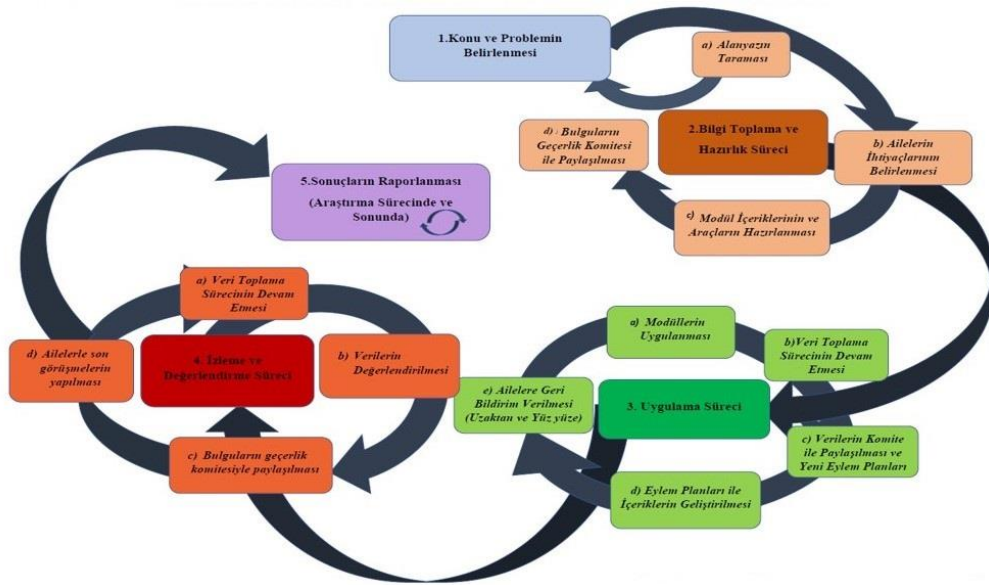 1.Konu ve Problemin
Belirlenmesi
a) Alanyazın
Taraması
2.Bilgi Toplama ve
Hazırlık Süreci
b) Ailelerin
İhtiyaçlarının
Belirlenmesi
c) Modül İçeriklerinin ve
Araçların Hazırlanması
d) Bulguların
Geçerlik Komitesi
ile Paylaşılması
3. Uygulama Süreci
a) Modüllerin
Uygulanması
b)Veri Toplama
Sürecinin Devam
Etmesi
c) Verilerin Komite
ile Paylaşılması ve
Yeni Eylem Planları
d) Eylem Planları ile
İçeriklerin Geliştirilmesi
e) Ailelere Geri
Bildirim Verilmesi
(Uzaktan ve Yüz yüze)
4. İzleme ve
Değerlendirme Süreci
a) Veri Toplama
Sürecinin Devam
Etmesi
b) Verilerin
Değerlendirilmesi
c) Bulguların geçerlik
komitesiyle paylaşılması
d) Ailelerle son
görüşmelerin
yapılması
5.Sonuçların Raporlanması
(Araştırma Sürecinde ve
Sonunda)